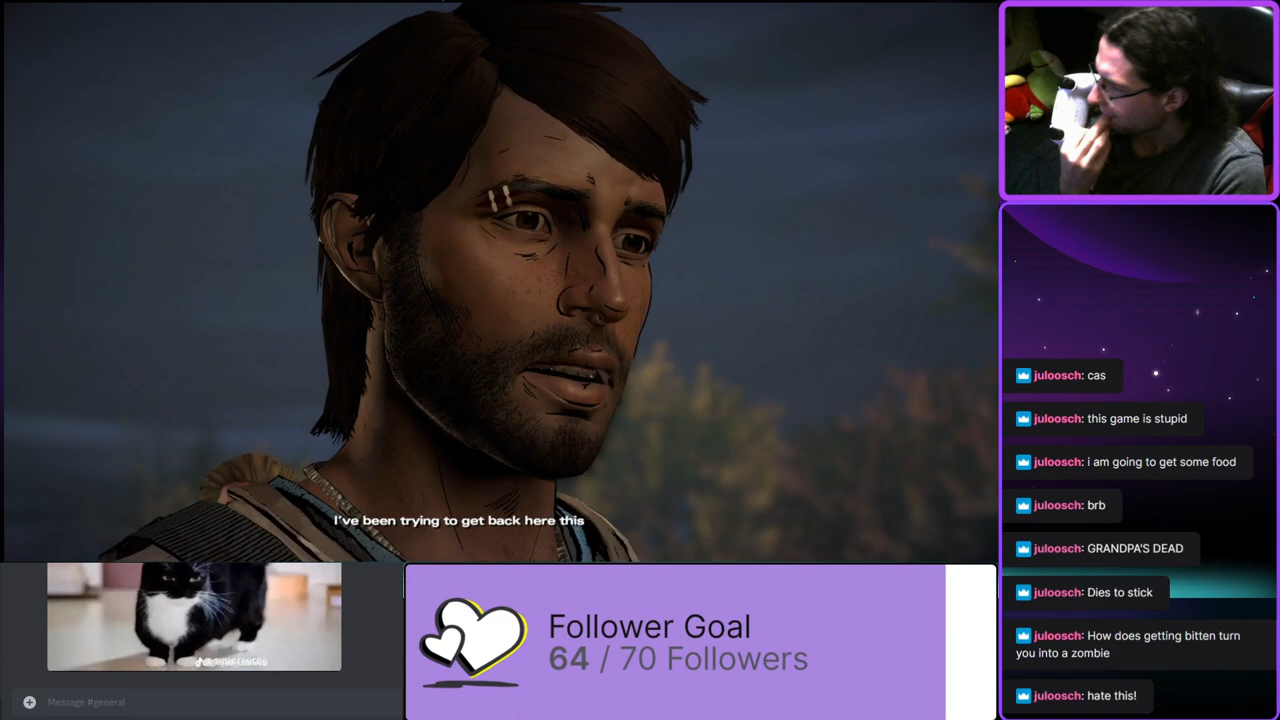 I've been trying to get back here this
juloosch: cas
juloosch: this game is stupid
juloosch: i am going to get some food
juloosch: brb
juloosch: GRANDPA'S DEAD
juloosch: Dies to stick
juloosch: How does getting bitten turn
you into a zombie
juloosch: hate this!
Follower Goal
64 / 70 Followers
Message #general